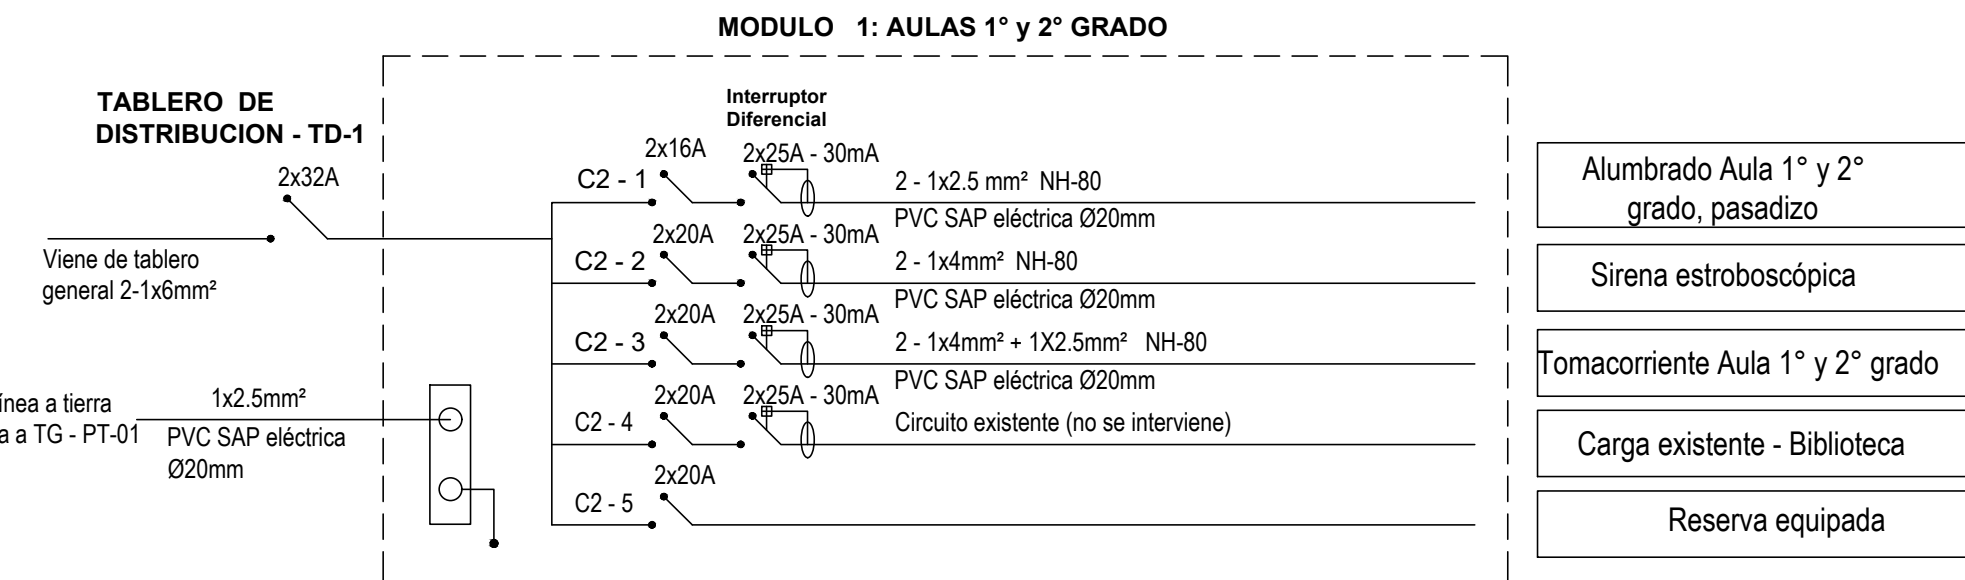 MODULO 1: AULAS 1° y 2° GRADO
TABLERO DE
DISTRIBUCION - TD-1
2x32A
Viene de tablero
general 2-1x6mm²
ínea a tierra
a a TG - PT-01
1x2.5mm²
PVC SAP eléctrica
Ø20mm
Interruptor
Diferencial
C2 - 1
2x16A
2x25A - 30mA
2 - 1x2.5 mm² NH-80
PVC SAP eléctrica Ø20mm
Alumbrado Aula 1° y 2°
grado, pasadizo
C2 - 2
2x20A
2x25A - 30mA
2 - 1x4mm² NH-80
PVC SAP eléctrica Ø20mm
Sirena estroboscópica
C2 - 3
2x20A
2x25A - 30mA
2 - 1x4mm² + 1X2.5mm² NH-80
PVC SAP eléctrica Ø20mm
Tomacorriente Aula 1° y 2° grado
C2 - 4
2x20A
2x25A - 30mA
Circuito existente (no se interviene)
Carga existente - Biblioteca
C2 - 5
2x20A
Reserva equipada